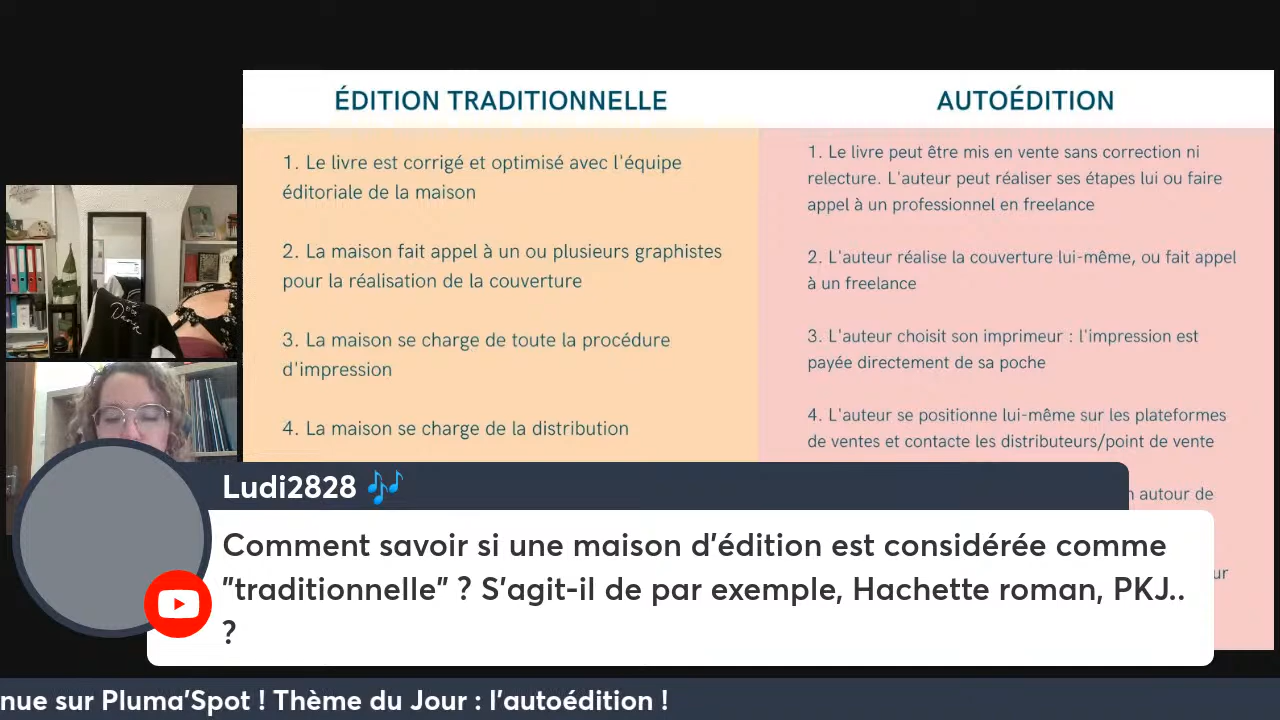 ÉDITION TRADITIONNELLE
1. Le livre est corrigé et optimisé avec l'équipe
éditoriale de la maison
2. La maison fait appel à un ou plusieurs graphistes
pour la réalisation de la couverture
3. La maison se charge de toute la procédure
d'impression
4. La maison se charge de la distribution
AUTOÉDITION
1. Le livre peut être mis en vente sans correction ni
relecture. L'auteur peut réaliser ses étapes lui ou faire
appel à un professionnel en freelance
2. L'auteur réalise la couverture lui-même, ou fait appel
à un freelance
3. L'auteur choisit son imprimeur : l'impression est
payée directement de sa poche
4. L'auteur se positionne lui-même sur les plateformes
de ventes et contacte les distributeurs/point de vente
autour de
Ludi2828 🎶
Comment savoir si une maison d'édition est considérée comme
"traditionnelle" ? S'agit-il de par exemple, Hachette roman, PKJ..
?
nue sur Pluma'Spot ! Thème du Jour : l'autoédition !